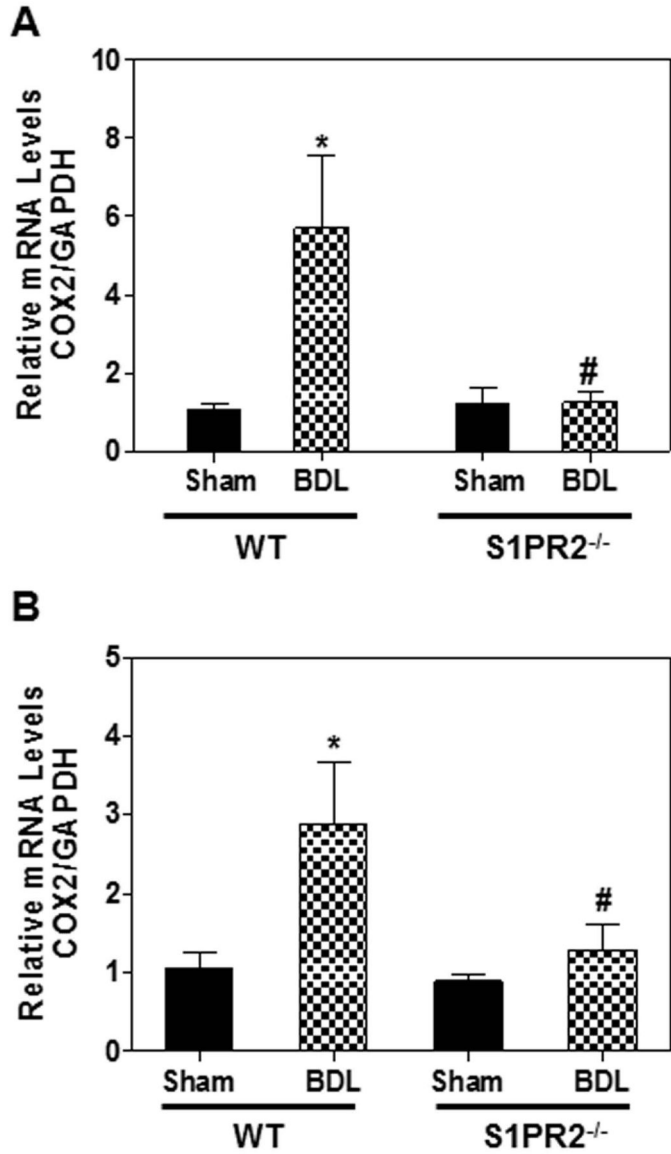 A
Relative mRNA Levels
COX2/GAPDH
10
8
6
4
2
0
*
#
Sham BDL Sham BDL
WT S1PR2-/-
B
Relative mRNA Levels
COX2/GAPDH
5
4
3
2
1
0
*
#
Sham BDL Sham BDL
WT S1PR2-/-